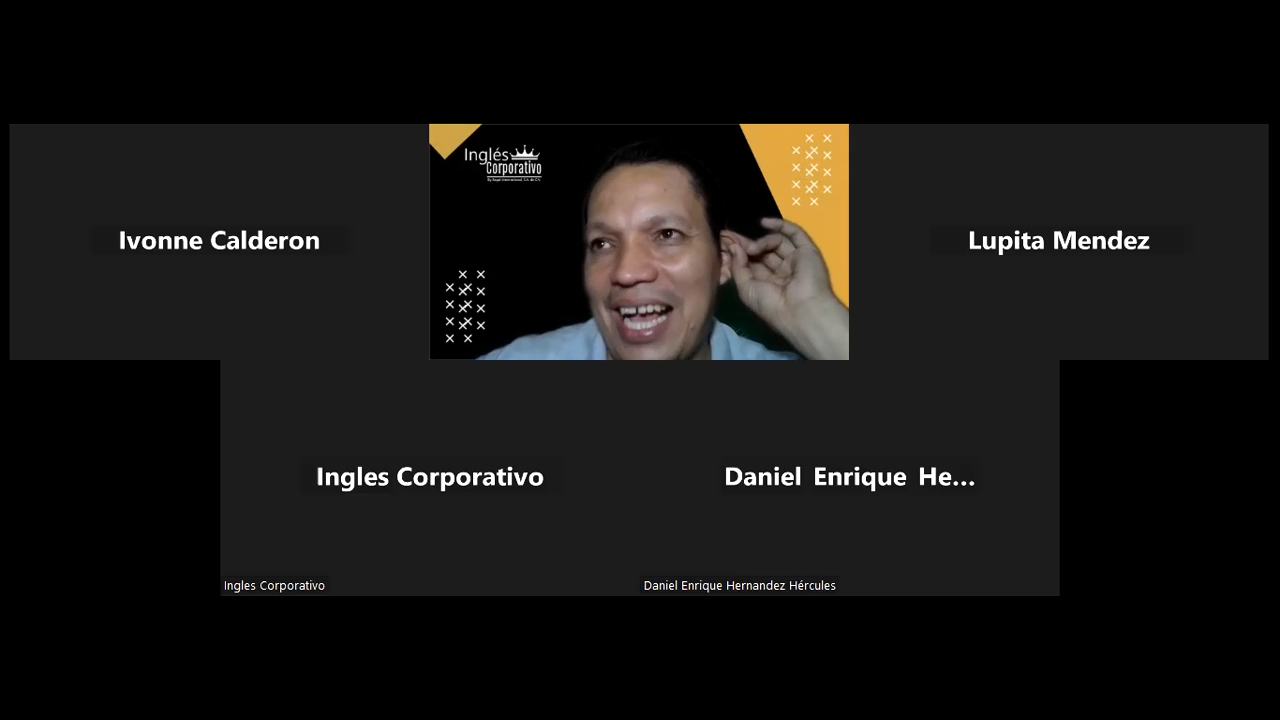 Ivonne Calderon
Inglés
Corporativo
Lupita Mendez
Ingles Corporativo
Daniel Enrique He...
Ingles Corporativo
Daniel Enrique Hernandez Hércules